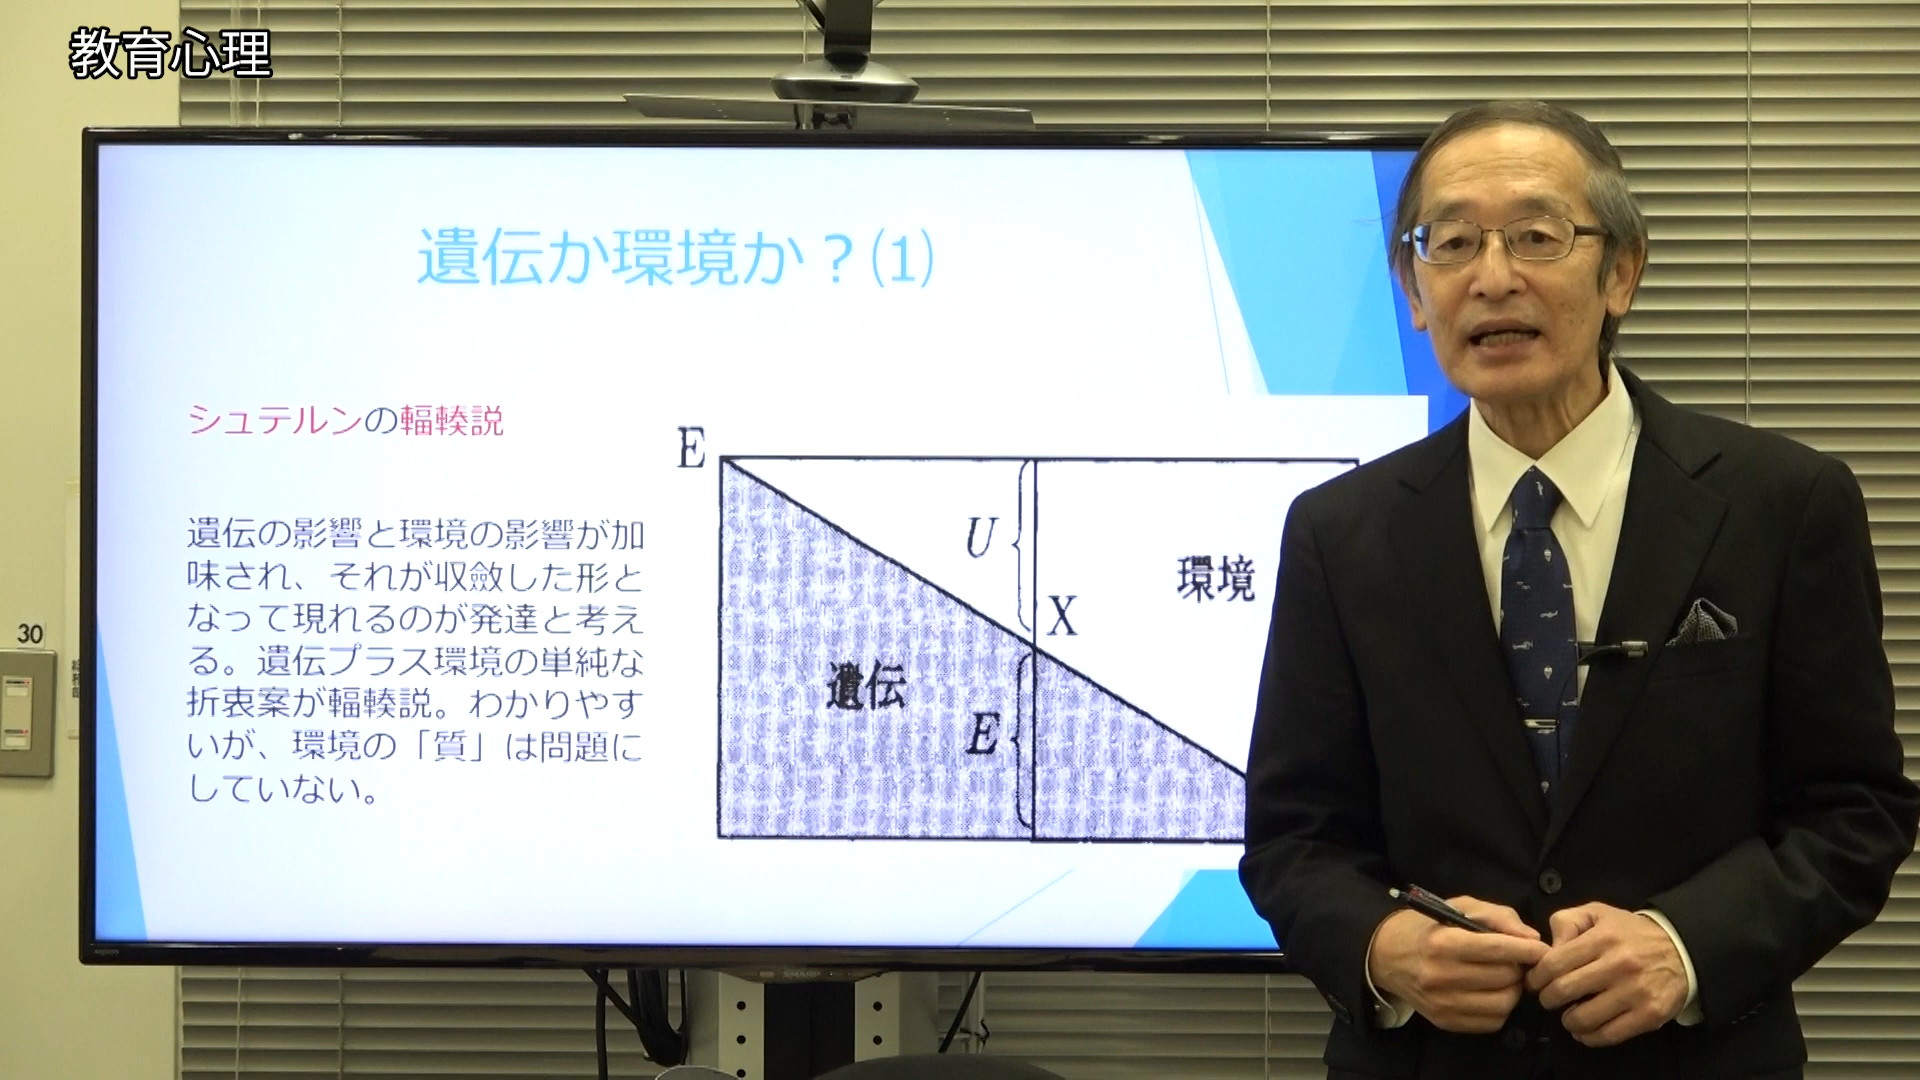 教育心理
遺伝か環境か？(1)
シュテルンの輻輳説
遺伝の影響と環境の影響が加
味され、それが収斂した形と
なって現れるのが発達と考え
る。遺伝プラス環境の単純な
折衷案が輻輳説。わかりやす
いが、環境の「質」は問題に
していない。
E
U
環境
X
遺伝
E
30
SHARP